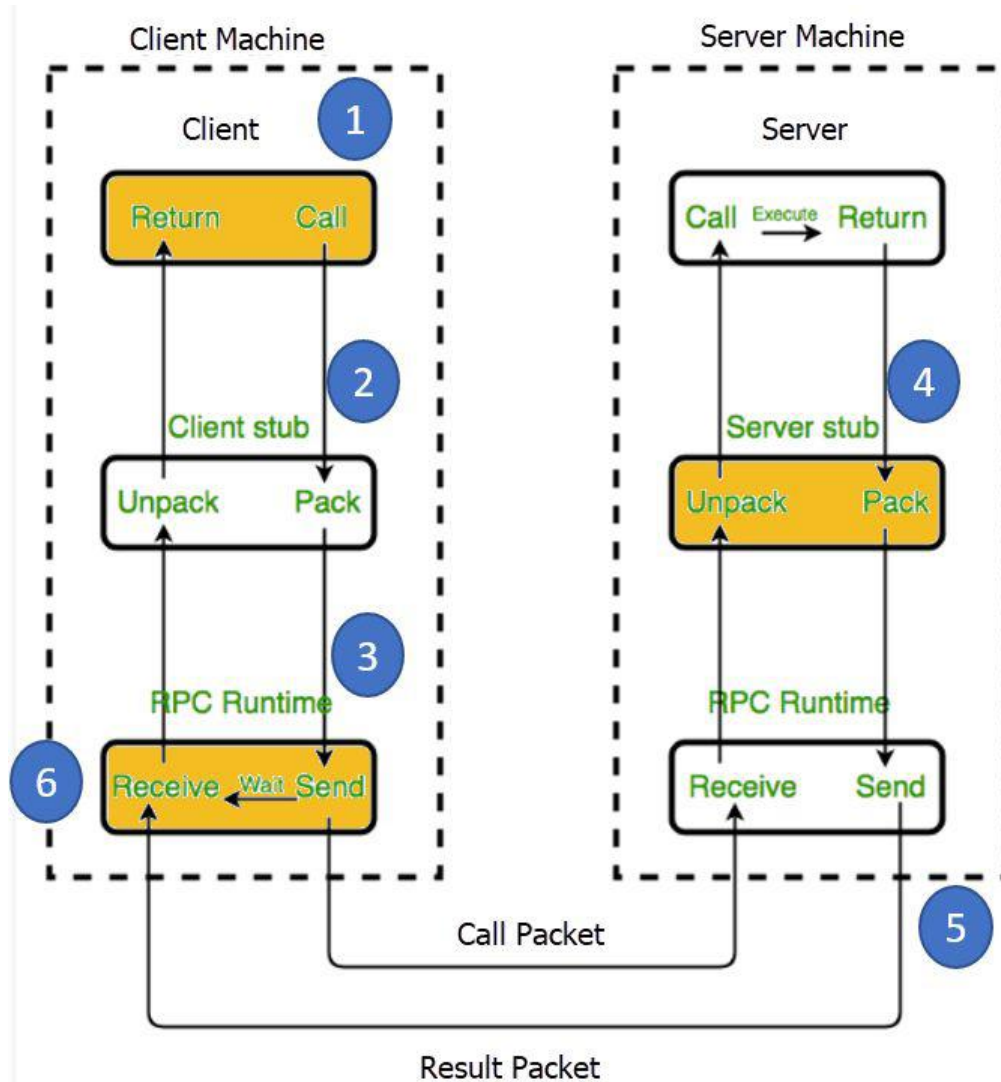 Client Machine
Server Machine
1
Client
Server
Return Call
Call Execute Return
2
4
Client stub
Server stub
Unpack Pack
Unpack Pack
3
RPC Runtime
RPC Runtime
6
Receive Wait Send
Receive Send
5
Call Packet
Result Packet